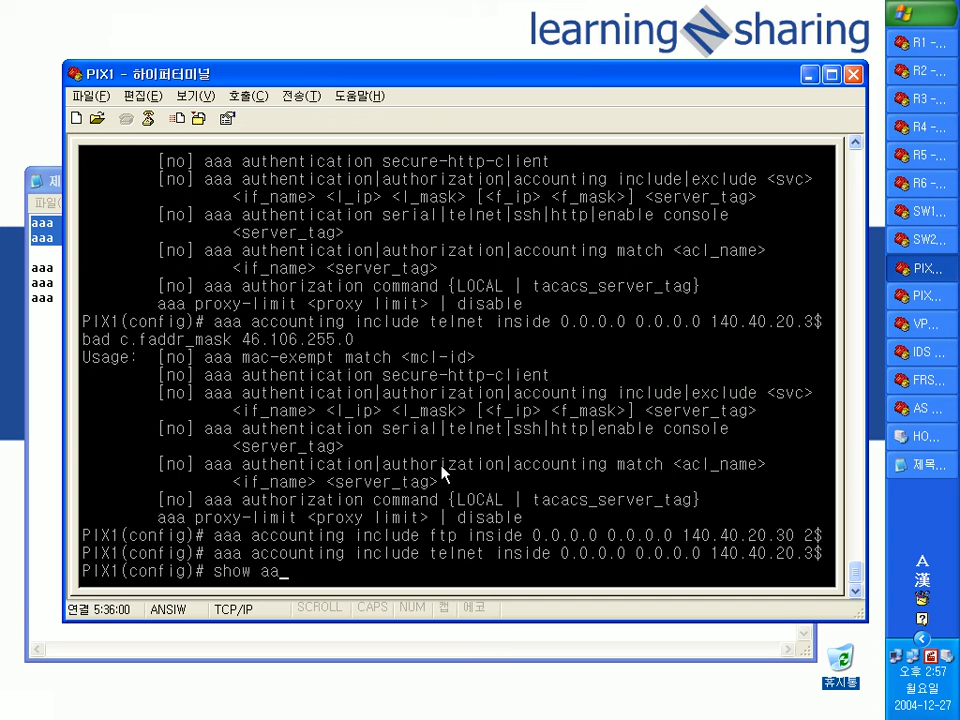 learning sharing
PIX1 - 하이퍼터미널
파일(F) 편집(E) 보기(V) 호출(C) 전송(T) 도움말(H)
[no] aaa authentication secure-http-client
[no] aaa authentication|authorization|accounting include|exclude <svc>
<if_name> <l_ip> <l_mask> [<f_ip> <f_mask>] <server_tag>
[no] aaa authentication serial|telnet|ssh|http|enable console
<server_tag>
[no] aaa authentication|authorization|accounting match <acl_name>
<if_name> <server_tag>
[no] aaa authorization command {LOCAL | tacacs_server_tag}
aaa proxy-limit <proxy limit> | disable
PIX1(config)# aaa accounting include telnet inside 0.0.0.0 0.0.0.0 140.40.20.3$
bad c.faddr_mask 46.106.255.0
Usage: [no] aaa mac-exempt match <mcl-id>
[no] aaa authentication secure-http-client
[no] aaa authentication|authorization|accounting include|exclude <svc>
<if_name> <l_ip> <l_mask> [<f_ip> <f_mask>] <server_tag>
[no] aaa authentication serial|telnet|ssh|http|enable console
<server_tag>
[no] aaa authentication|authorization|accounting match <acl_name>
<if_name> <server_tag>
[no] aaa authorization command {LOCAL | tacacs_server_tag}
aaa proxy-limit <proxy limit> | disable
PIX1(config)# aaa accounting include ftp inside 0.0.0.0 0.0.0.0 140.40.20.30 2$
PIX1(config)# aaa accounting include telnet inside 0.0.0.0 0.0.0.0 140.40.20.3$
PIX1(config)# show aa_
연결 5:36:00 ANSIW TCP/IP SCROLL CAPS NUM 캡 에코
제
파일(
aaa
aaa
aaa
aaa
aaa
휴지통
R1 -...
R2 -...
R3 -...
R4 -...
R5 -...
R6 -...
SW1...
SW2...
PIX...
PIX...
VP...
IDS ...
FRS...
AS ...
HO...
제목...
A
漢
오후 2:57
월요일
2004-12-27